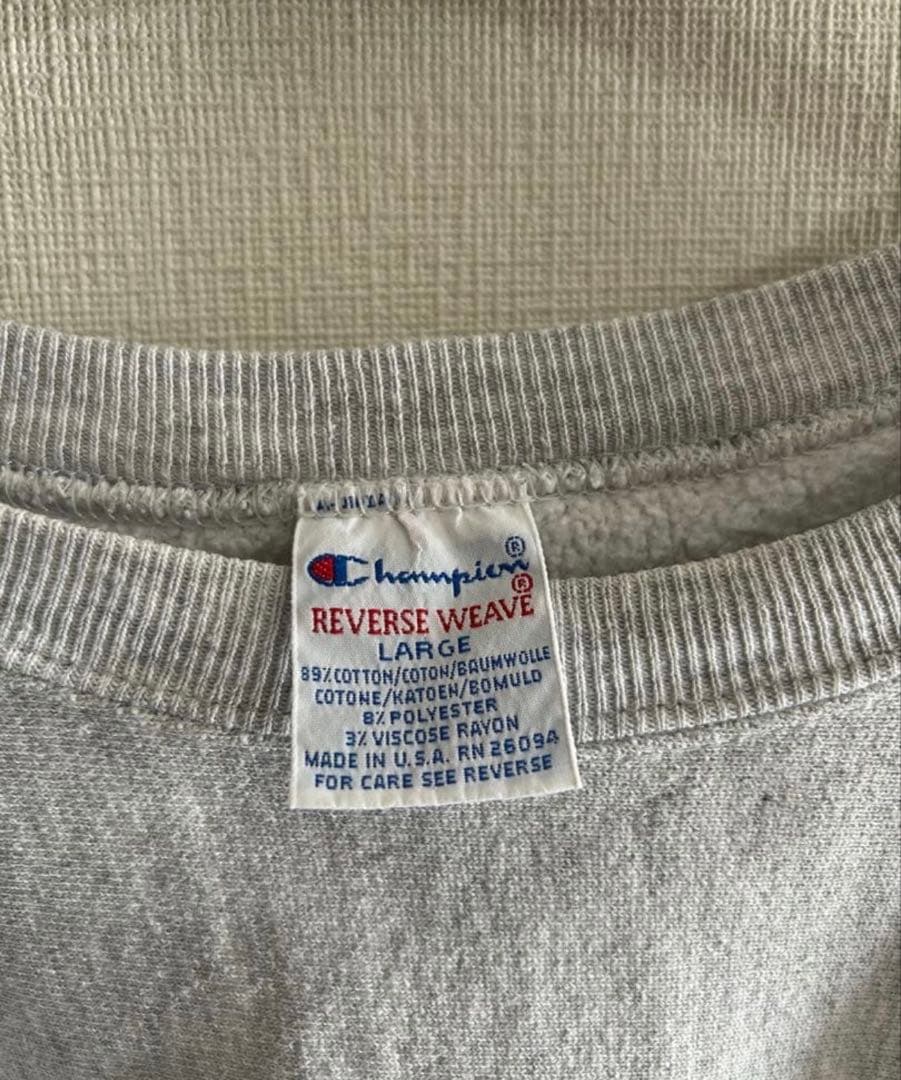 Champion®
REVERSE WEAVE®
LARGE
89% COTTON/COTON/BAUMWOLLE
COTONE/KATOEN/BOMULD
8% POLYESTER
3% VISCOSE RAYON
MADE IN U.S.A. RN 26094
FOR CARE SEE REVERSE